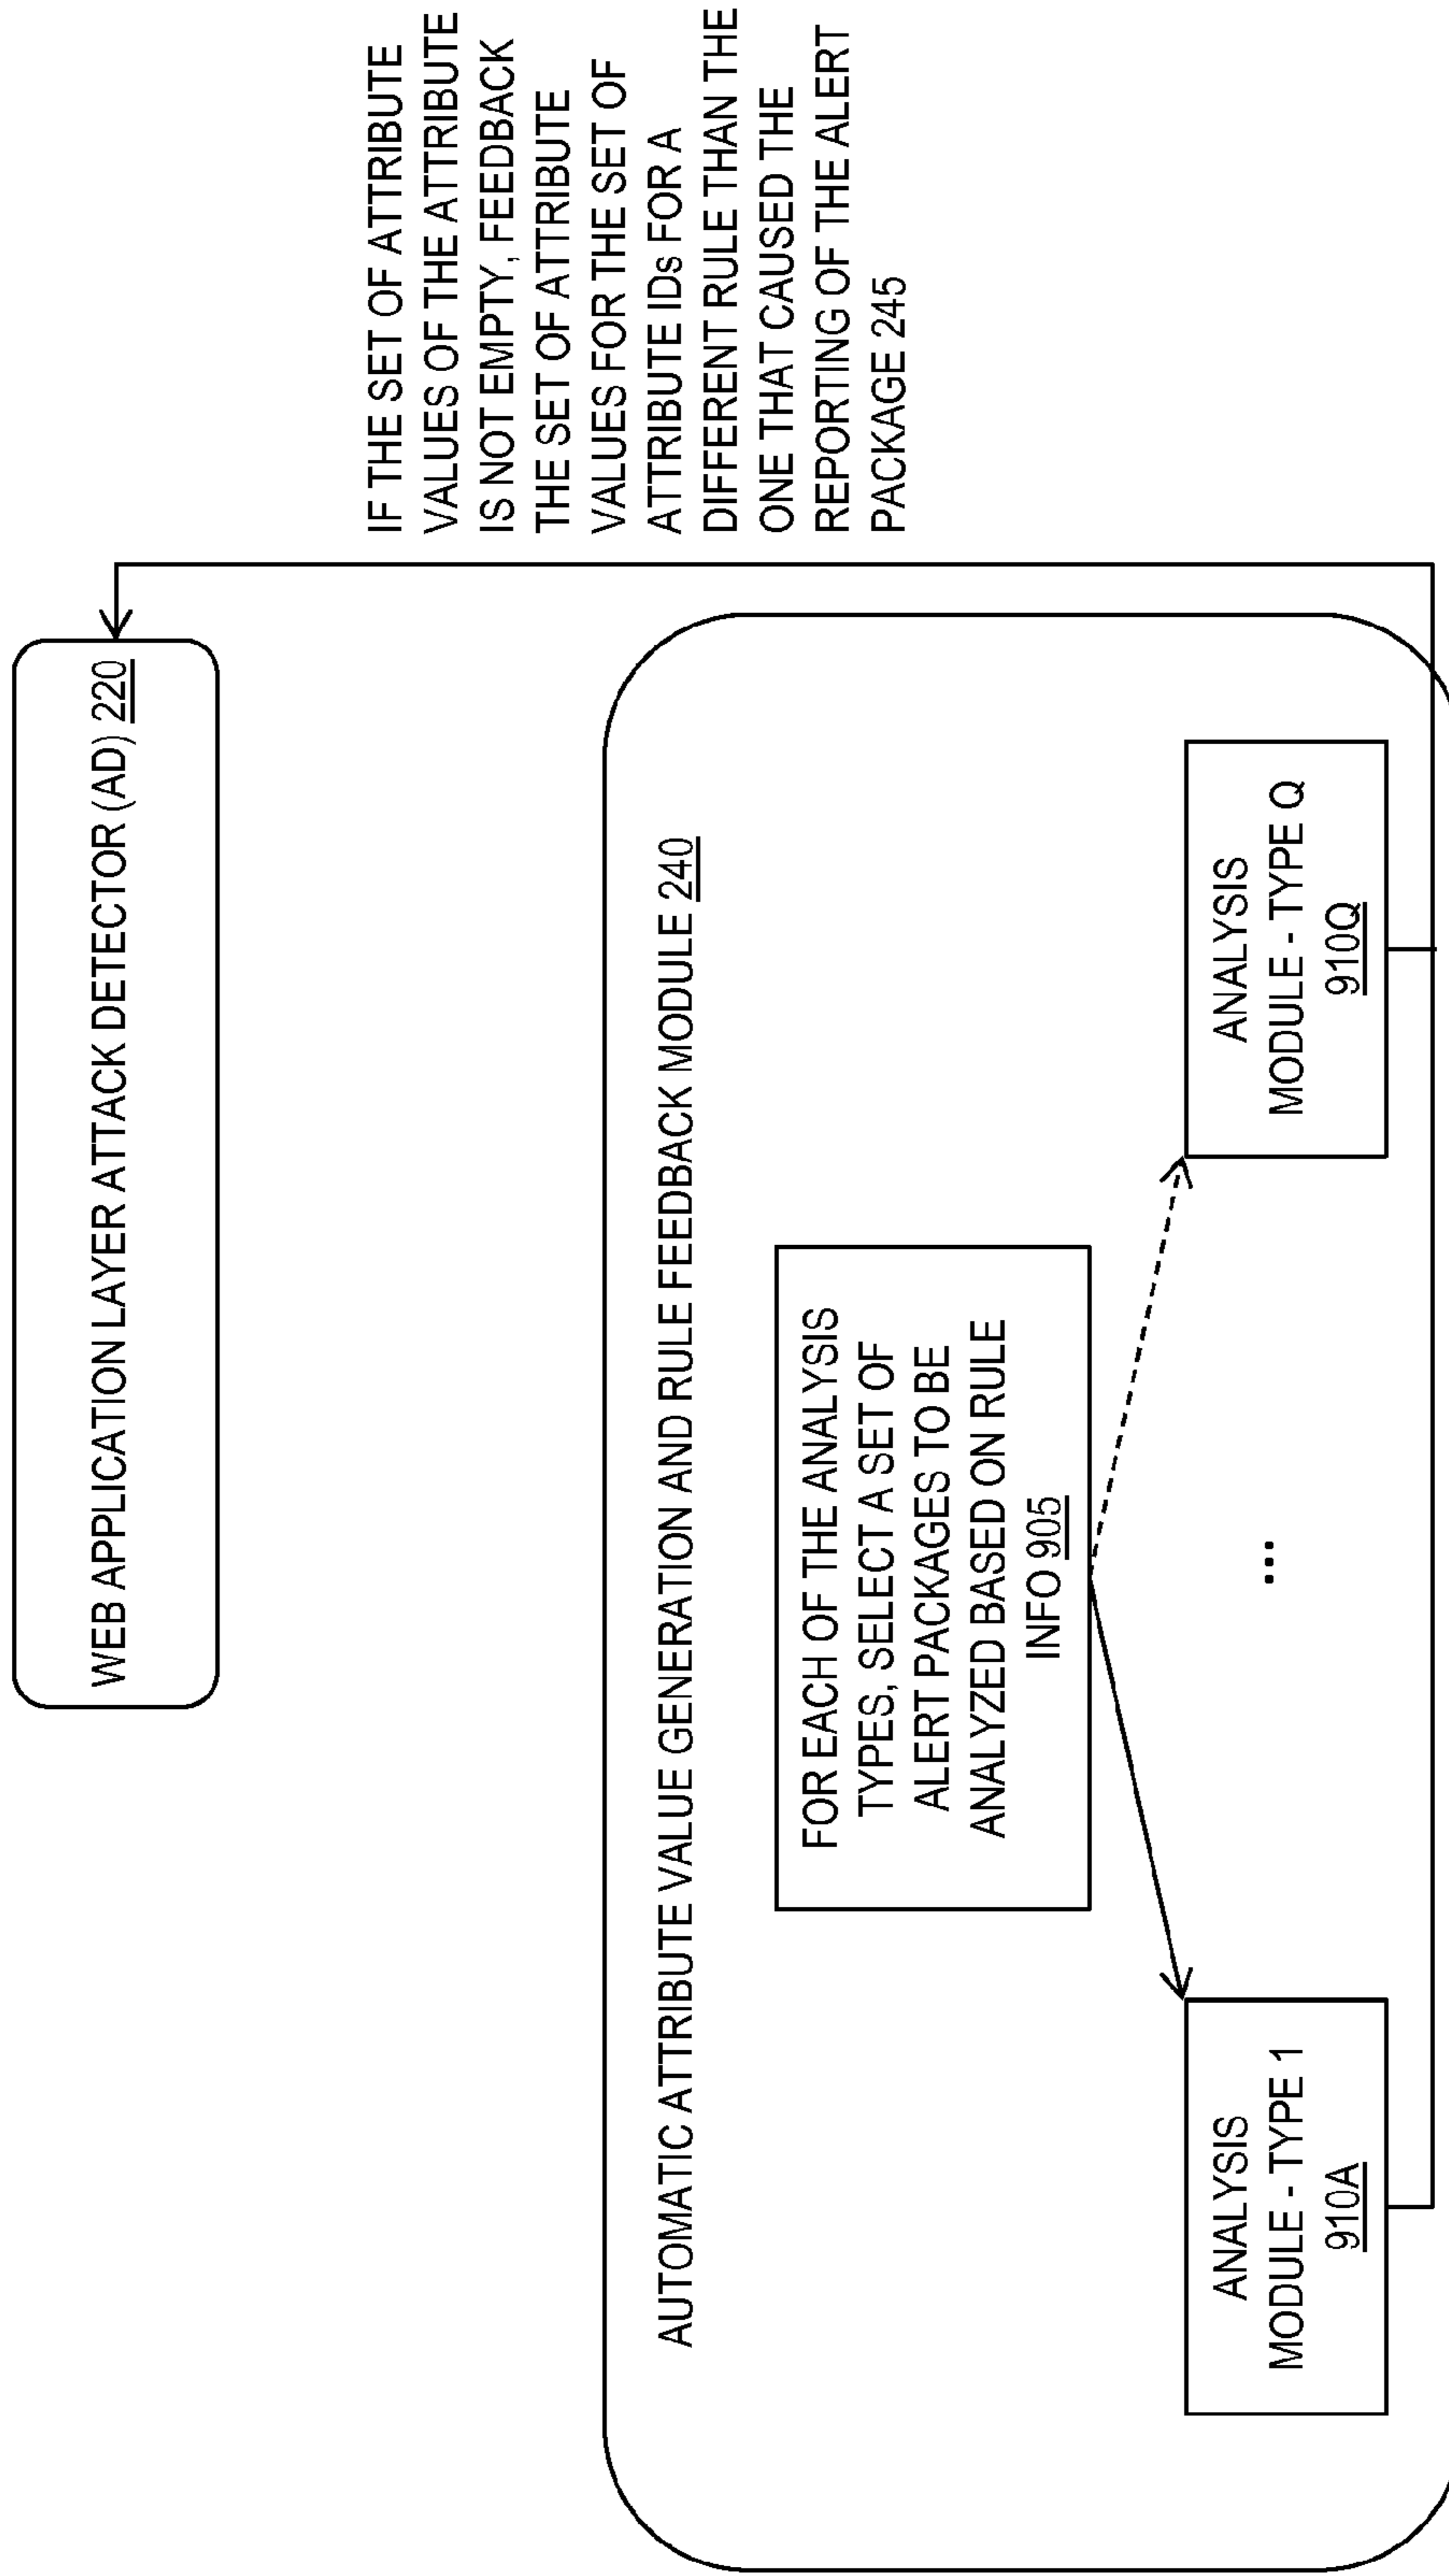 WEB APPLICATION LAYER ATTACK DETECTOR (AD) 220
IF THE SET OF ATTRIBUTE
VALUES OF THE ATTRIBUTE
IS NOT EMPTY, FEEDBACK
THE SET OF ATTRIBUTE
VALUES FOR THE SET OF
ATTRIBUTE IDs FOR A
DIFFERENT RULE THAN THE
ONE THAT CAUSED THE
REPORTING OF THE ALERT
PACKAGE 245
AUTOMATIC ATTRIBUTE VALUE GENERATION AND RULE FEEDBACK MODULE 240
FOR EACH OF THE ANALYSIS
TYPES, SELECT A SET OF
ALERT PACKAGES TO BE
ANALYZED BASED ON RULE
INFO 905
ANALYSIS
MODULE - TYPE 1
910A
...
ANALYSIS
MODULE - TYPE Q
910Q